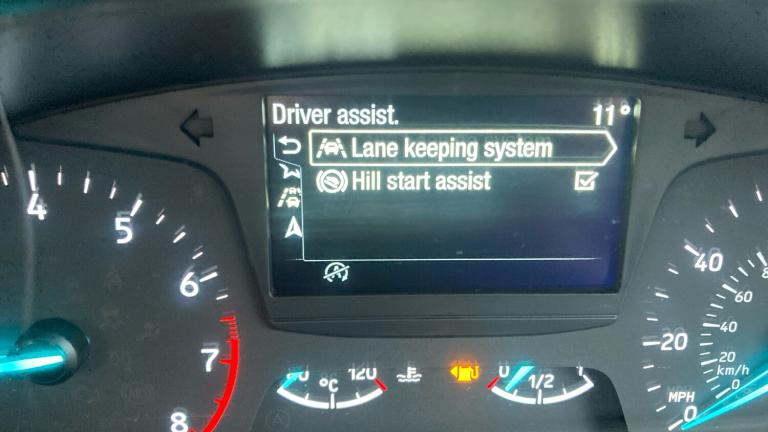 Driver assist. 11°
Lane keeping system
Hill start assist
4
5
6
7
8
120
°C
0 1/2 1
40
20
0
MPH
60
40
20
km/h
0